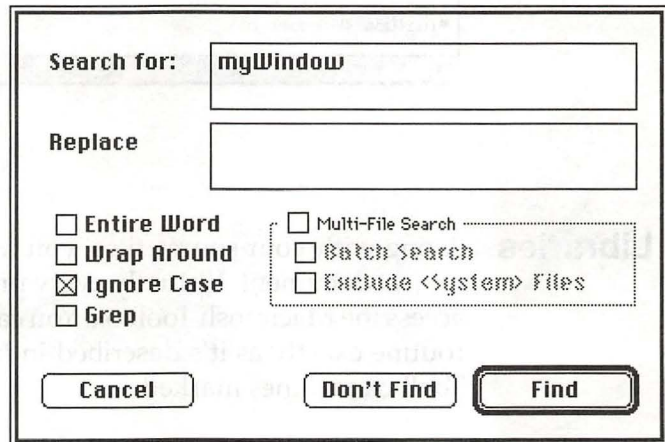 Search for: myWindow
Replace
Entire Word
Wrap Around
Ignore Case
Grep
Multi-File Search
Batch Search
Exclude <System> Files
Cancel
Don't Find
Find